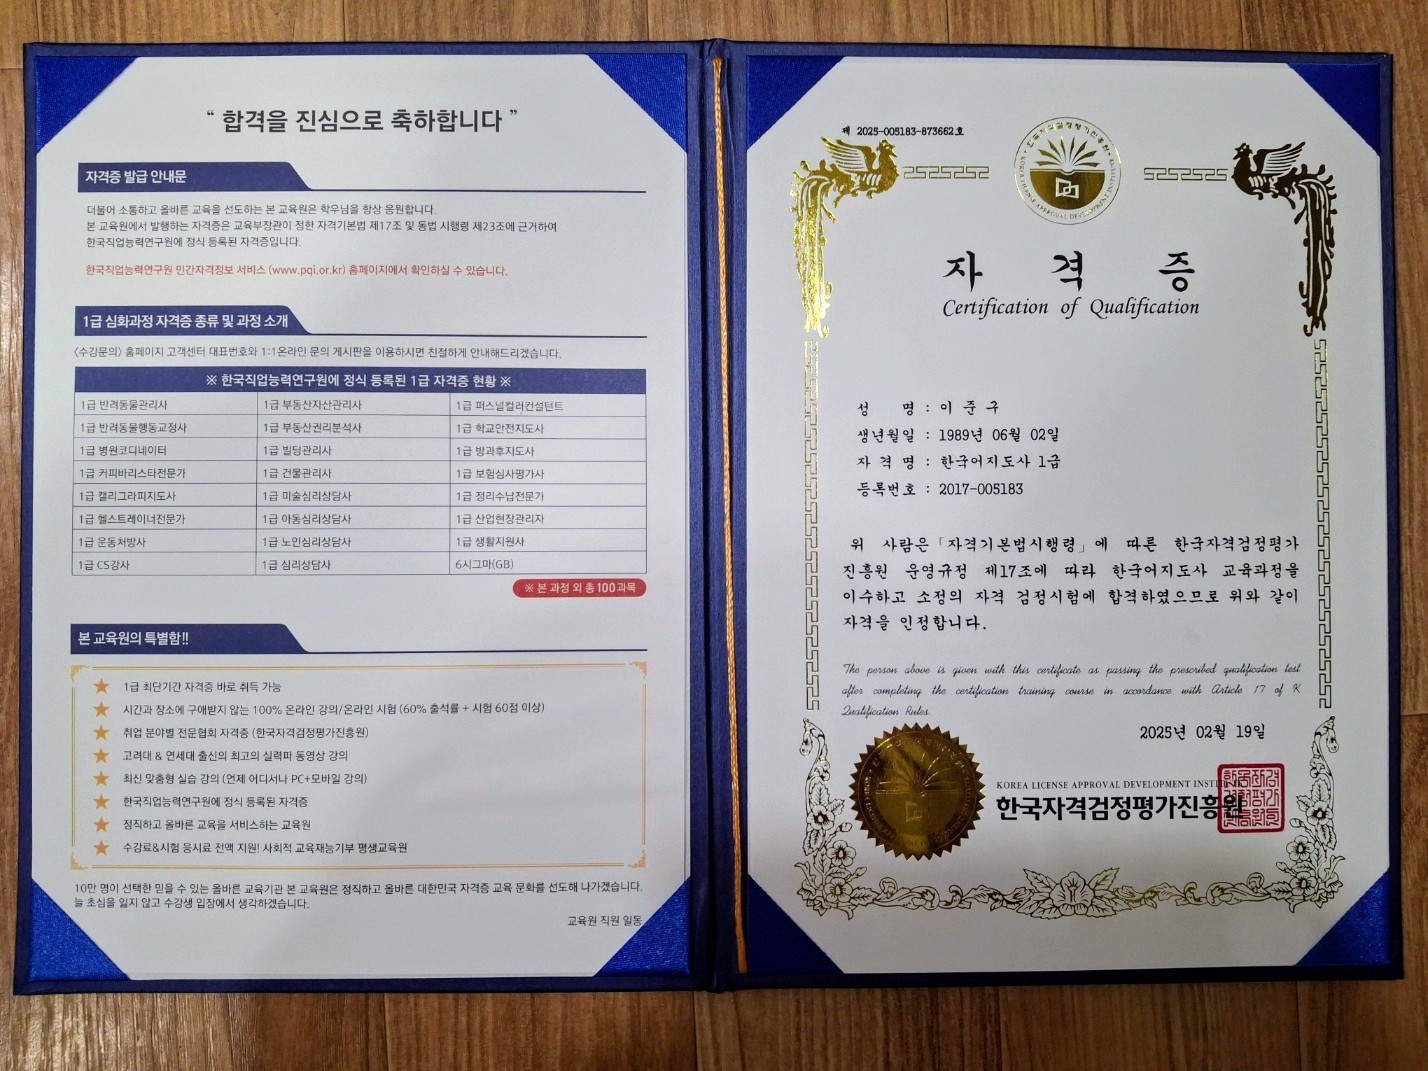 “ 합격을 진심으로 축하합니다 ”
자격증 발급 안내문
더불어 소통하고 올바른 교육을 선도하는 본 교육원은 학우님을 항상 응원합니다.
본 교육원에서 발행하는 자격증은 교육부장관이 정한 자격기본법 제17조 및 동법 시행령 제23조에 근거하여
한국직업능력연구원에 정식 등록된 자격증입니다.
한국직업능력연구원 민간자격정보 서비스 (www.pqi.or.kr) 홈페이지에서 확인하실 수 있습니다.
1급 심화과정 자격증 종류 및 과정 소개
<수강문의> 홈페이지 고객센터 대표번호와 1:1온라인 문의 게시판을 이용하시면 친절하게 안내해드리겠습니다.
※ 한국직업능력연구원에 정식 등록된 1급 자격증 현황 ※
1급 반려동물관리사 1급 부동산자산관리사 1급 퍼스널컬러컨설턴트
1급 반려동물행동교정사 1급 부동산권리분석사 1급 학교안전지도사
1급 병원코디네이터 1급 빌딩관리사 1급 방과후지도사
1급 커피바리스타전문가 1급 건물관리사 1급 보험심사평가사
1급 캘리그라피지도사 1급 미술심리상담사 1급 정리수납전문가
1급 헬스트레이너전문가 1급 아동심리상담사 1급 산업현장관리자
1급 운동처방사 1급 노인심리상담사 1급 생활지원사
1급 CS강사 1급 심리상담사 6시그마(GB)
※ 본 과정 외 총 100과목
본 교육원의 특별함!!
1급 최단기간 자격증 바로 취득 가능
시간과 장소에 구애받지 않는 100% 온라인 강의/온라인 시험 (60% 출석률 + 시험 60점 이상)
취업 분야별 전문협회 자격증 (한국자격검정평가진흥원)
고려대 & 연세대 출신의 최고의 실력파 동영상 강의
최신 맞춤형 실습 강의 (언제 어디서나 PC+모바일 강의)
한국직업능력연구원에 정식 등록된 자격증
정직하고 올바른 교육을 서비스하는 교육원
수강료&시험 응시료 전액 지원! 사회적 교육재능기부 평생교육원
10만 명이 선택한 믿을 수 있는 올바른 교육기관 본 교육원은 정직하고 올바른 대한민국 자격증 교육 문화를 선도해 나가겠습니다.
늘 초심을 잃지 않고 수강생 입장에서 생각하겠습니다.
교육원 직원 일동
제 2025-005183-873662호
자 격 증
Certification of Qualification
성 명 : 이 준 구
생년월일 : 1989년 06월 02일
자 격 명 : 한국어지도사 1급
등록번호 : 2017-005183
위 사람은 「자격기본법시행령」에 따른 한국자격검정평가
진흥원 운영규정 제17조에 따라 한국어지도사 교육과정을
이수하고 소정의 자격 검정시험에 합격하였으므로 위와 같이
자격을 인정합니다.
The person above is given with this certificate as passing the prescribed qualification test
after completing the certification training course in accordance with Article 17 of K
Qualification Rules.
2025년 02월 19일
KOREA LICENSE APPROVAL DEVELOPMENT
한국자격검정평가진흥원